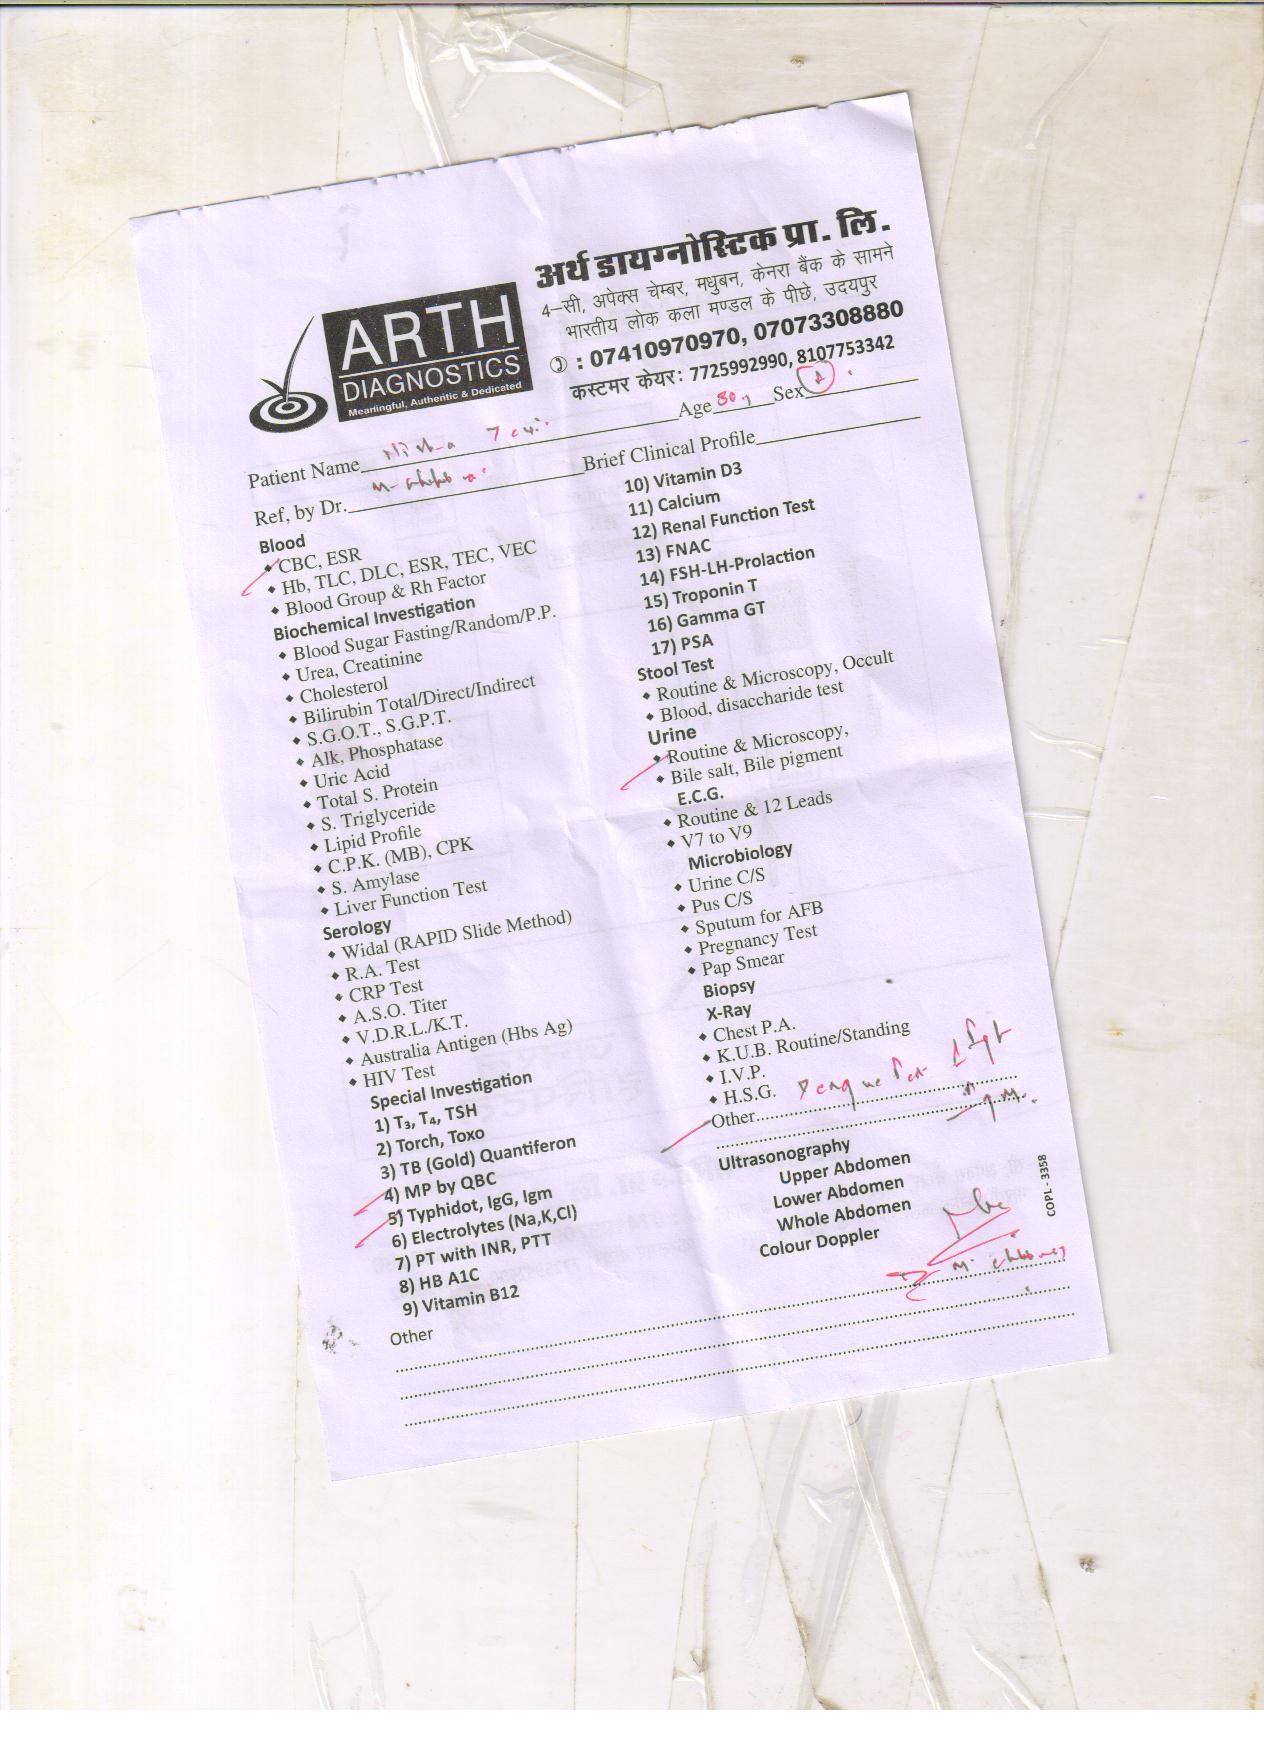 अर्थ डायग्नोस्टिक प्रा. लि.
4–सी, अपेक्स चेम्बर, मधुबन, केनरा बैंक के सामने
भारतीय लोक कला मण्डल के पीछे, उदयपुर
: 07410970970, 07073308880
कस्टमर केयर: 7725992990, 8107753342
ARTH
DIAGNOSTICS
Meaningful, Authentic & Dedicated
Patient Name Age Sex
Ref, by Dr. Brief Clinical Profile
Blood
CBC, ESR
Hb, TLC, DLC, ESR, TEC, VEC
Blood Group & Rh Factor
Biochemical Investigation
Blood Sugar Fasting/Random/P.P.
Urea, Creatinine
Cholesterol
Bilirubin Total/Direct/Indirect
S.G.O.T., S.G.P.T.
Alk, Phosphatase
Uric Acid
Total S. Protein
S. Triglyceride
Lipid Profile
C.P.K. (MB), CPK
S. Amylase
Liver Function Test
Serology
Widal (RAPID Slide Method)
R.A. Test
CRP Test
A.S.O. Titer
V.D.R.L./K.T.
Australia Antigen (Hbs Ag)
HIV Test
Special Investigation
1) T₃, T₄, TSH
2) Torch, Toxo
3) TB (Gold) Quantiferon
4) MP by QBC
5) Typhidot, IgG, Igm
6) Electrolytes (Na,K,Cl)
7) PT with INR, PTT
8) HB A1C
9) Vitamin B12
Other
10) Vitamin D3
11) Calcium
12) Renal Function Test
13) FNAC
14) FSH-LH-Prolaction
15) Troponin T
16) Gamma GT
17) PSA
Stool Test
Routine & Microscopy, Occult
Blood, disaccharide test
Urine
Routine & Microscopy,
Bile salt, Bile pigment
E.C.G.
Routine & 12 Leads
V7 to V9
Microbiology
Urine C/S
Pus C/S
Sputum for AFB
Pregnancy Test
Pap Smear
Biopsy
X-Ray
Chest P.A.
K.U.B. Routine/Standing
I.V.P.
H.S.G. Dengue
Other
Ultrasonography
Upper Abdomen
Lower Abdomen
Whole Abdomen
Colour Doppler
COPL - 3358